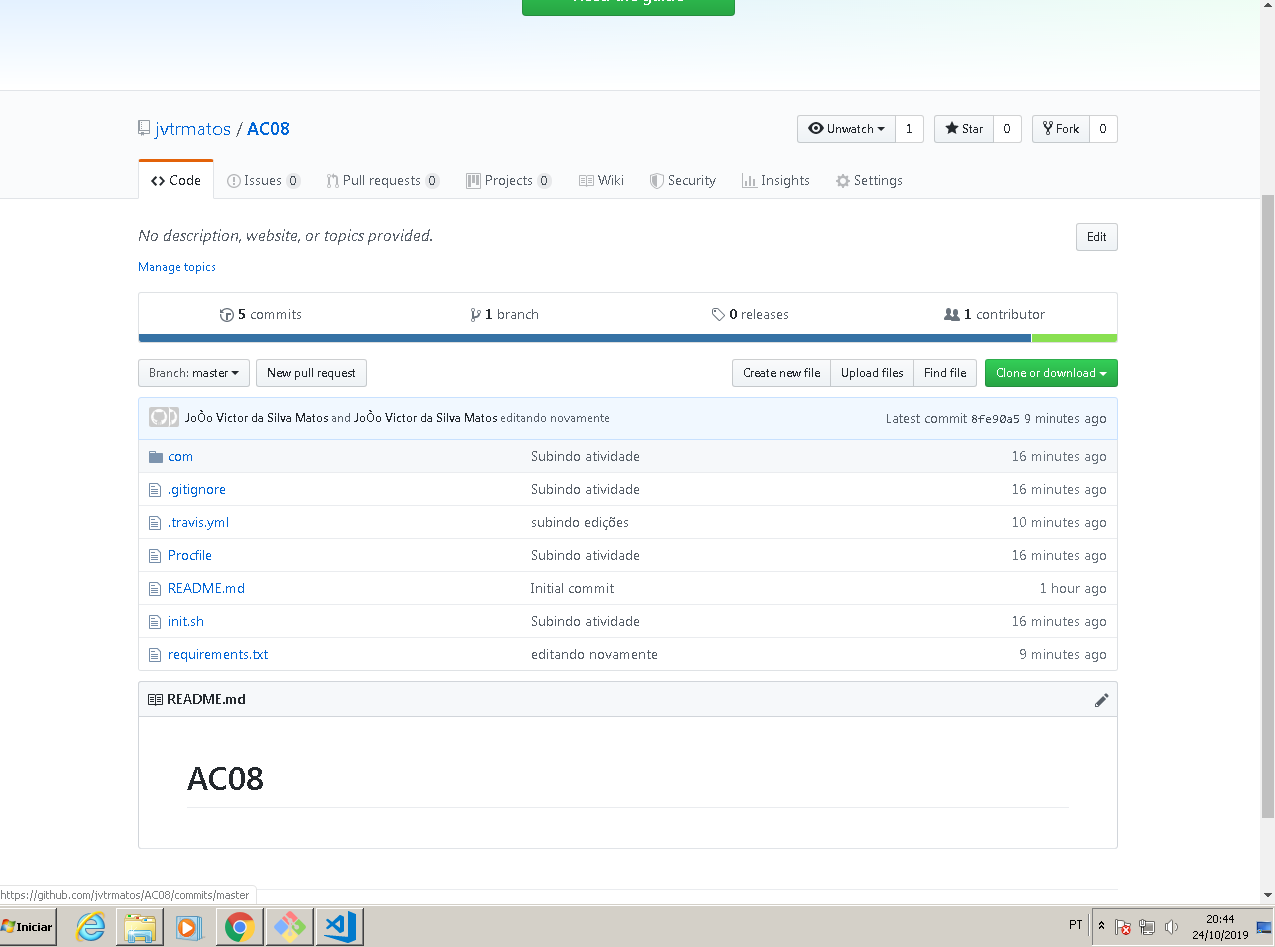 Read the guide
jvtrmatos / AC08
Unwatch 1 Star 0 Fork 0
Code Issues 0 Pull requests 0 Projects 0 Wiki Security Insights Settings
No description, website, or topics provided.
Edit
Manage topics
5 commits 1 branch 0 releases 1 contributor
Branch: master New pull request Create new file Upload files Find file Clone or download
JoÒo Victor da Silva Matos and JoÒo Victor da Silva Matos editando novamente Latest commit 8fe90a5 9 minutes ago
com Subindo atividade 16 minutes ago
.gitignore Subindo atividade 16 minutes ago
.travis.yml subindo edições 10 minutes ago
Procfile Subindo atividade 16 minutes ago
README.md Initial commit 1 hour ago
init.sh Subindo atividade 16 minutes ago
requirements.txt editando novamente 9 minutes ago
README.md
AC08
https://github.com/jvtrmatos/AC08/commits/master
Iniciar PT 20:44
24/10/2019